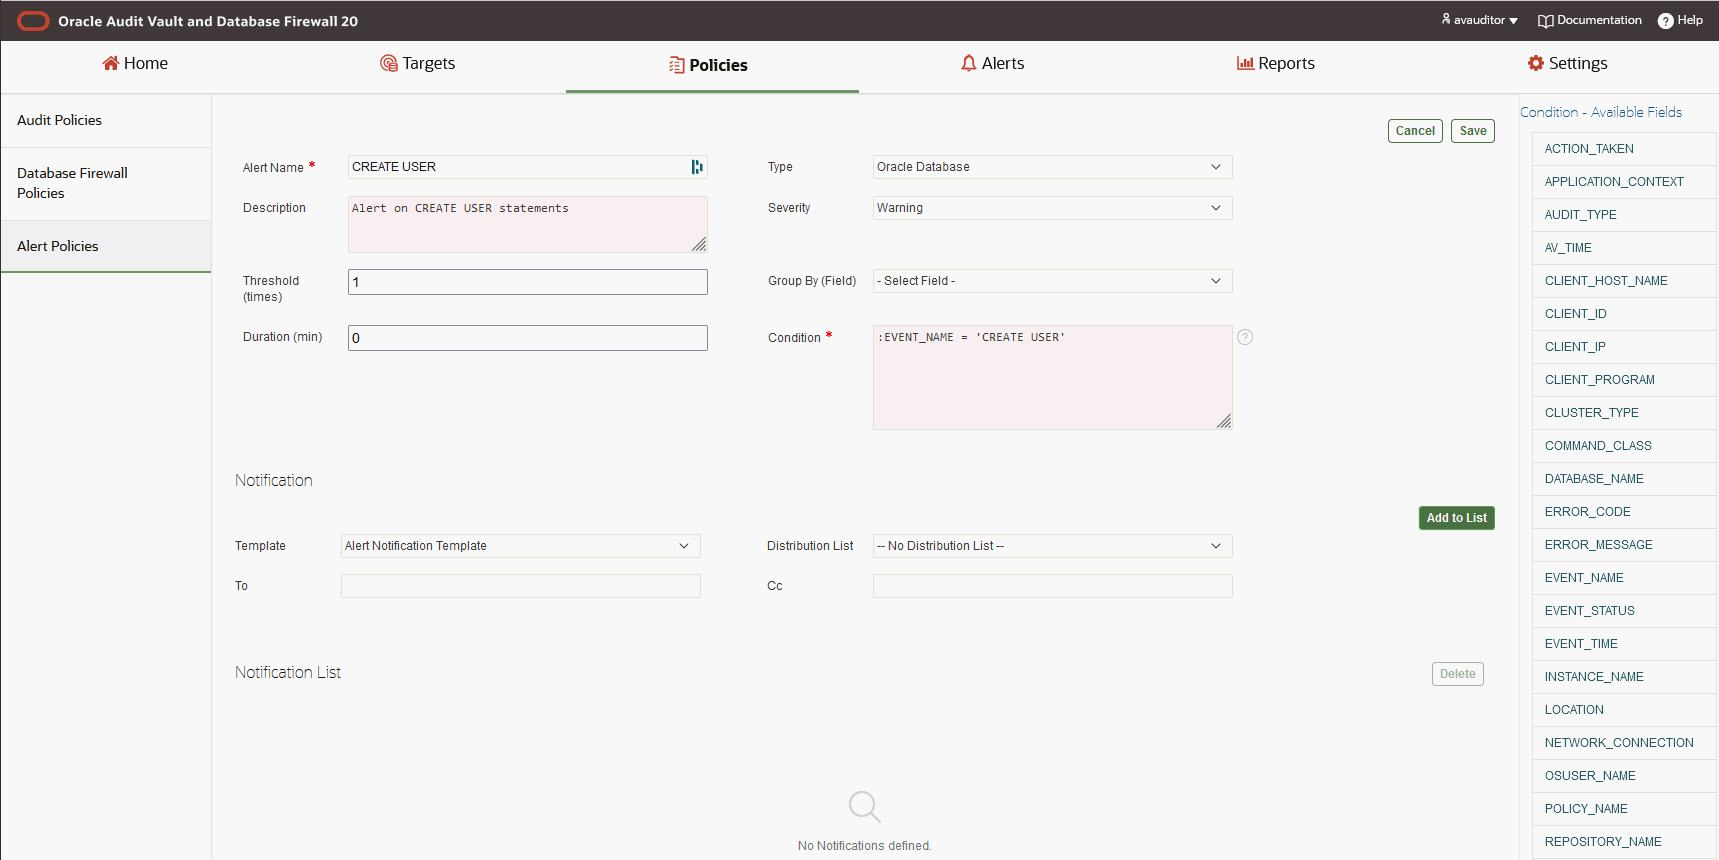 Oracle Audit Vault and Database Firewall 20
avauditor
Documentation
? Help
Home
Targets
Policies
Alerts
Reports
Settings
Audit Policies
Database Firewall
Policies
Alert Policies
Cancel
Save
Alert Name *
CREATE USER
Type
Oracle Database
Description
Alert on CREATE USER statements
Severity
Warning
Threshold
(times)
1
Group By (Field)
- Select Field -
Duration (min)
0
Condition *
:EVENT_NAME = 'CREATE USER'
?
Notification
Add to List
Template
Alert Notification Template
Distribution List
-- No Distribution List --
To
Cc
Notification List
Delete
No Notifications defined.
Condition - Available Fields
ACTION_TAKEN
APPLICATION_CONTEXT
AUDIT_TYPE
AV_TIME
CLIENT_HOST_NAME
CLIENT_ID
CLIENT_IP
CLIENT_PROGRAM
CLUSTER_TYPE
COMMAND_CLASS
DATABASE_NAME
ERROR_CODE
ERROR_MESSAGE
EVENT_NAME
EVENT_STATUS
EVENT_TIME
INSTANCE_NAME
LOCATION
NETWORK_CONNECTION
OSUSER_NAME
POLICY_NAME
REPOSITORY_NAME